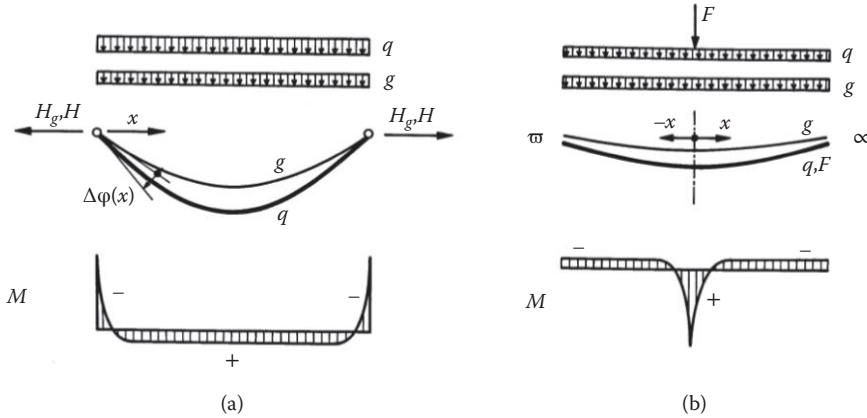 q
g
H_g,H
x
H_g,H
g
q
Δφ(x)
M
–
–
+
(a)
F
q
g
–x
x
g
ϖ
∝
q,F
–
–
M
+
(b)